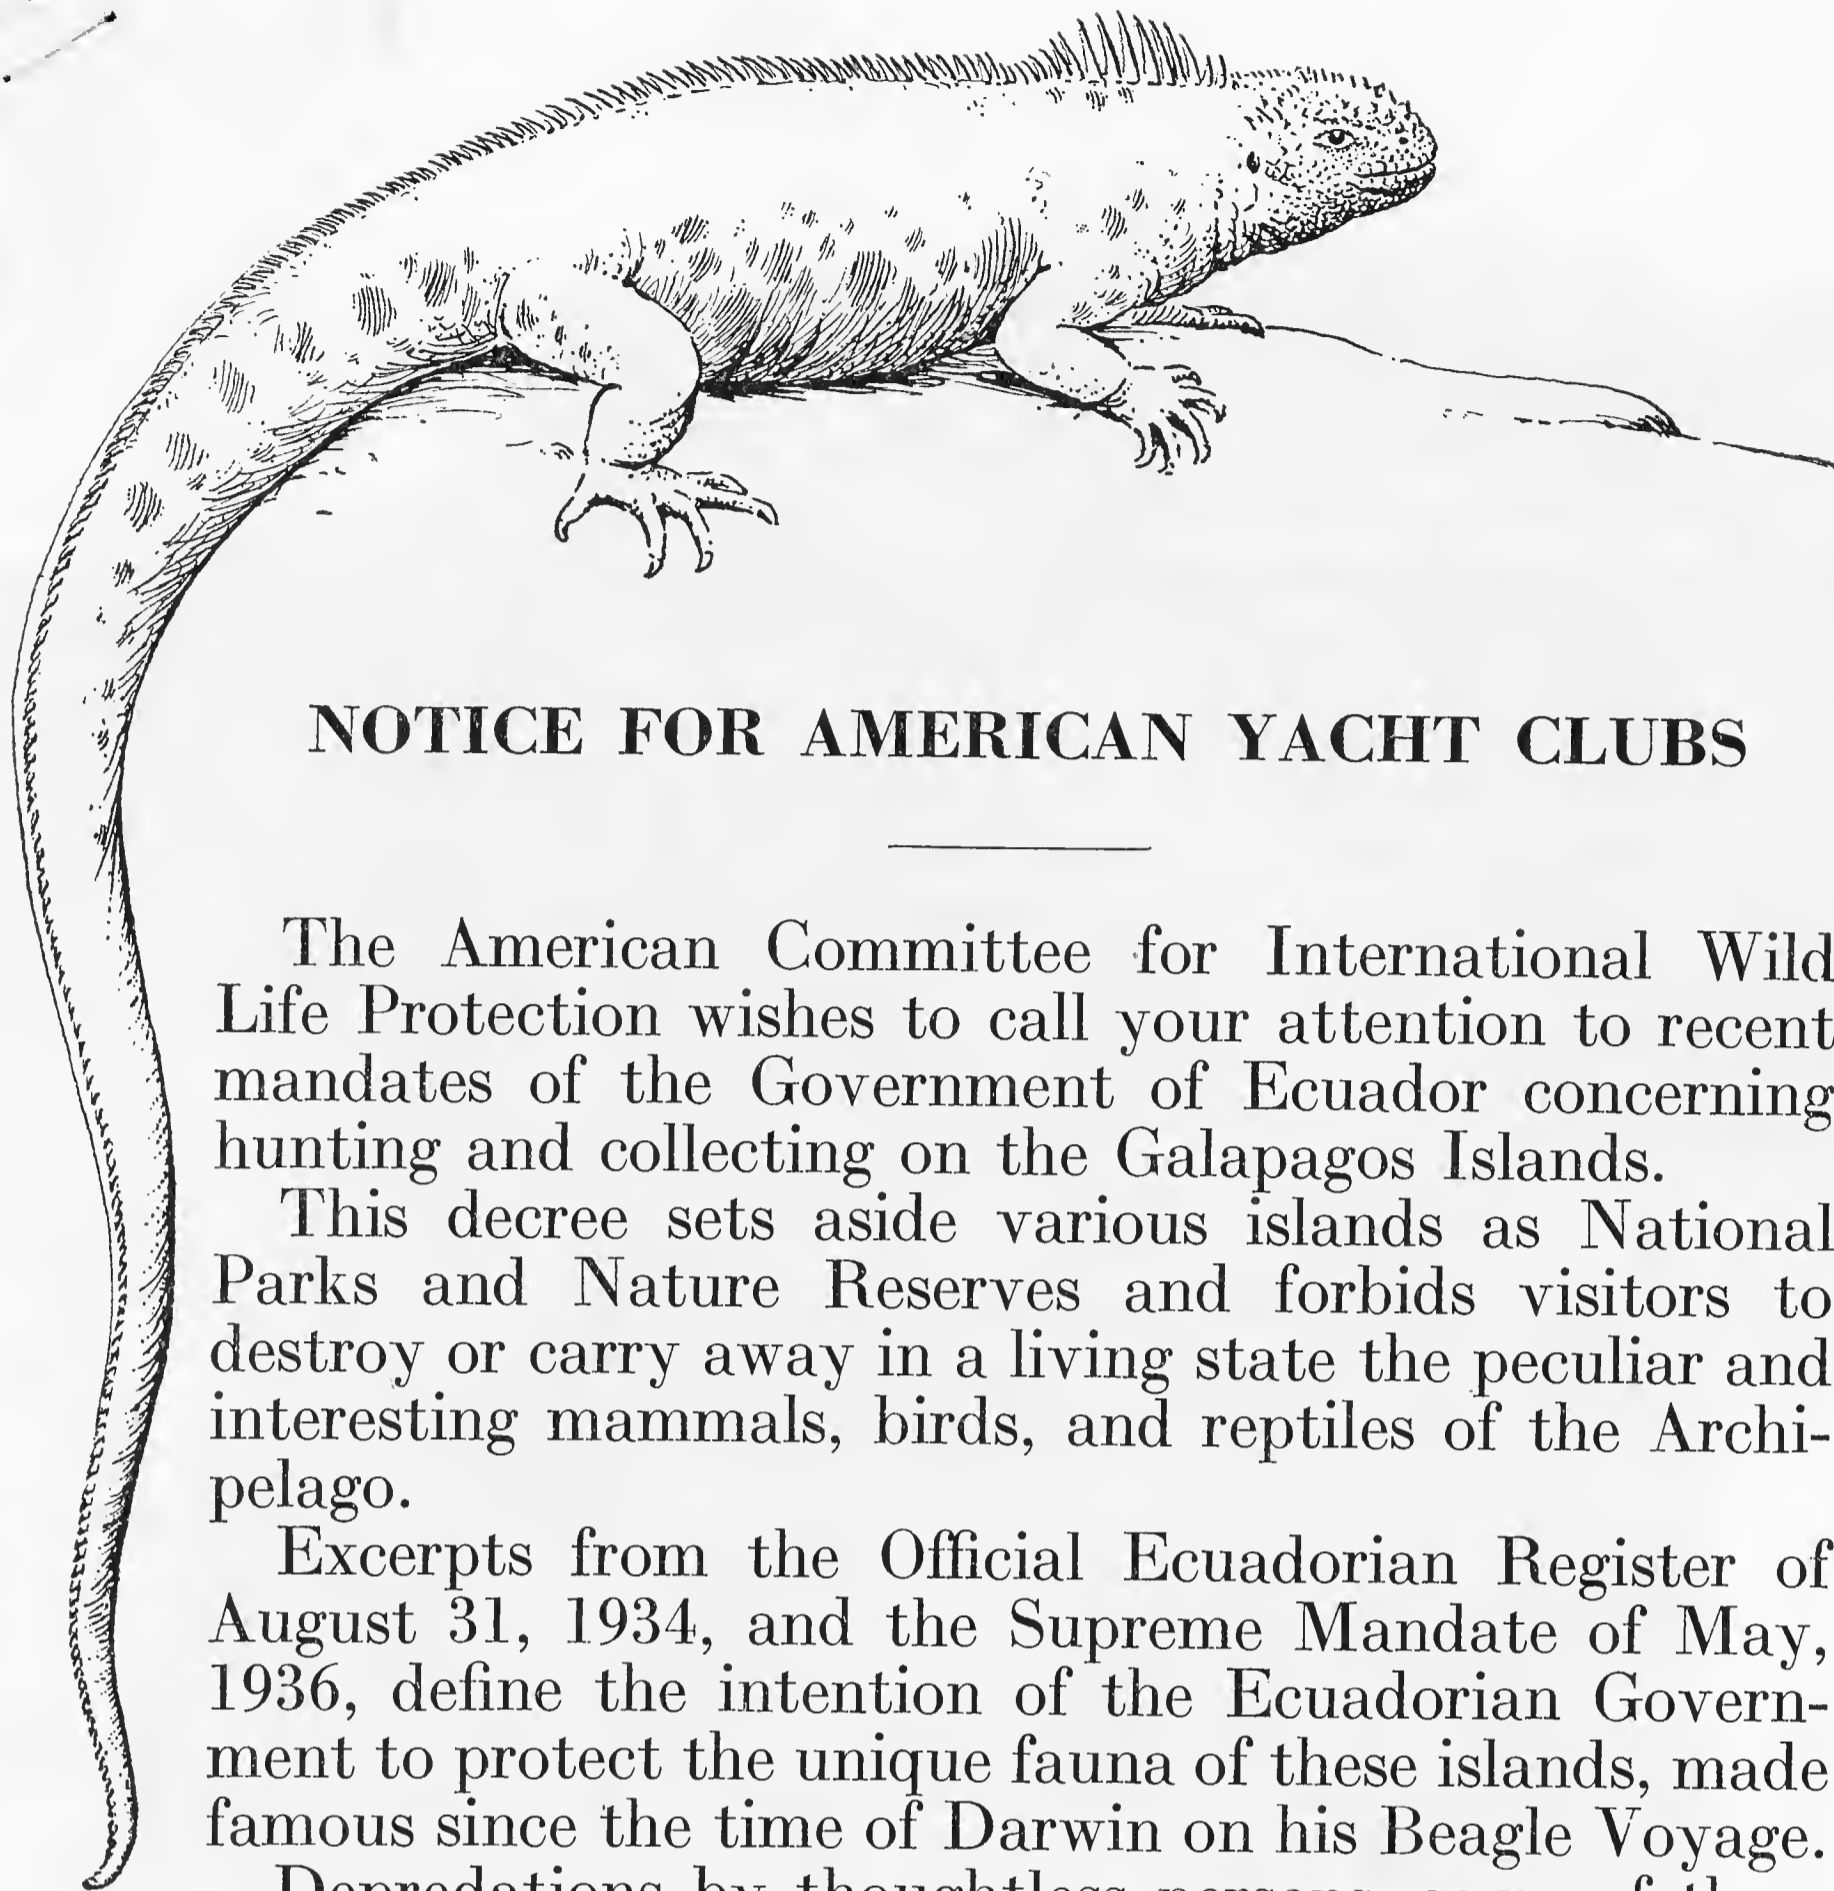 NOTICE FOR AMERICAN YACHT CLUBS
The American Committee for International Wild
Life Protection wishes to call your attention to recent
mandates of the Government of Ecuador concerning
hunting and collecting on the Galapagos Islands.
This decree sets aside various islands as National
Parks and Nature Reserves and forbids visitors to
destroy or carry away in a living state the peculiar and
interesting mammals, birds, and reptiles of the Archi-
pelago.
Excerpts from the Official Ecuadorian Register of
August 31, 1934, and the Supreme Mandate of May,
1936, define the intention of the Ecuadorian Govern-
ment to protect the unique fauna of these islands, made
famous since the time of Darwin on his Beagle Voyage.
Depredations by thoughtless persons